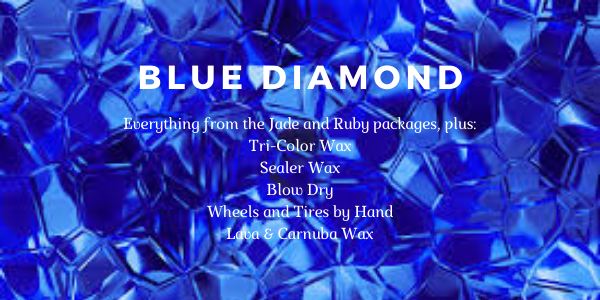 BLUE DIAMOND
Everything from the Jade and Ruby packages, plus:
Tri-Color Wax
Sealer Wax
Blow Dry
Wheels and Tires by Hand
Lava & Carnuba Wax